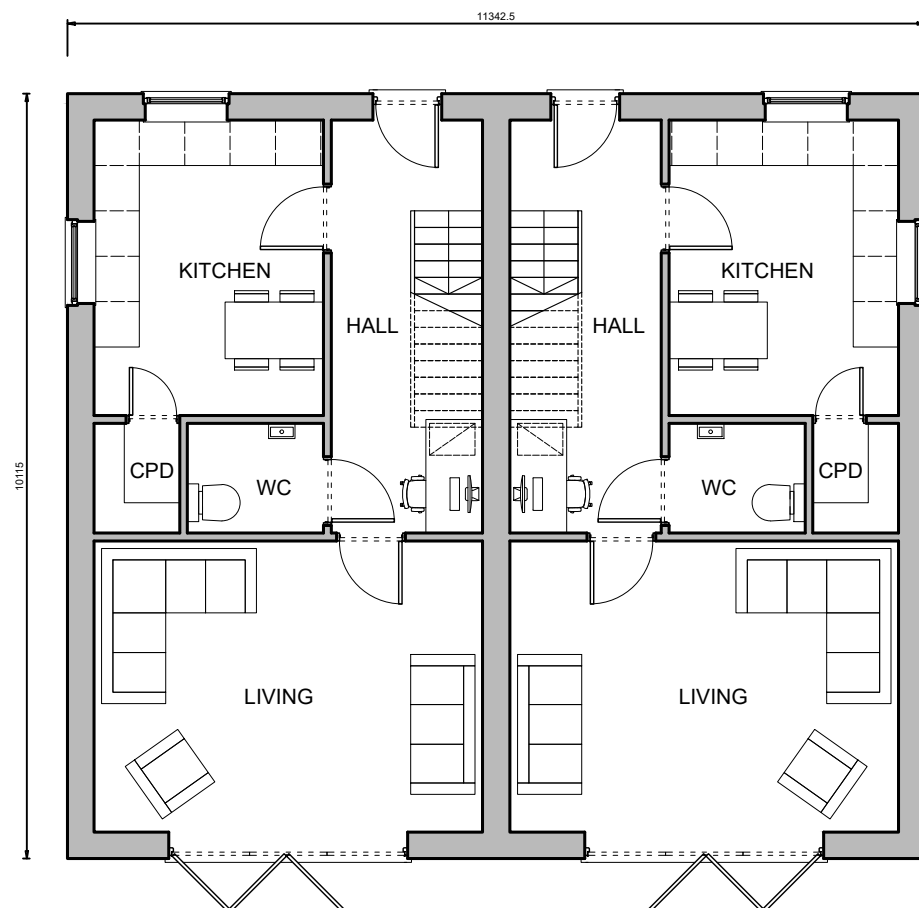 11342.5
10115
KITCHEN
KITCHEN
HALL
HALL
CPD
WC
WC
CPD
LIVING
LIVING